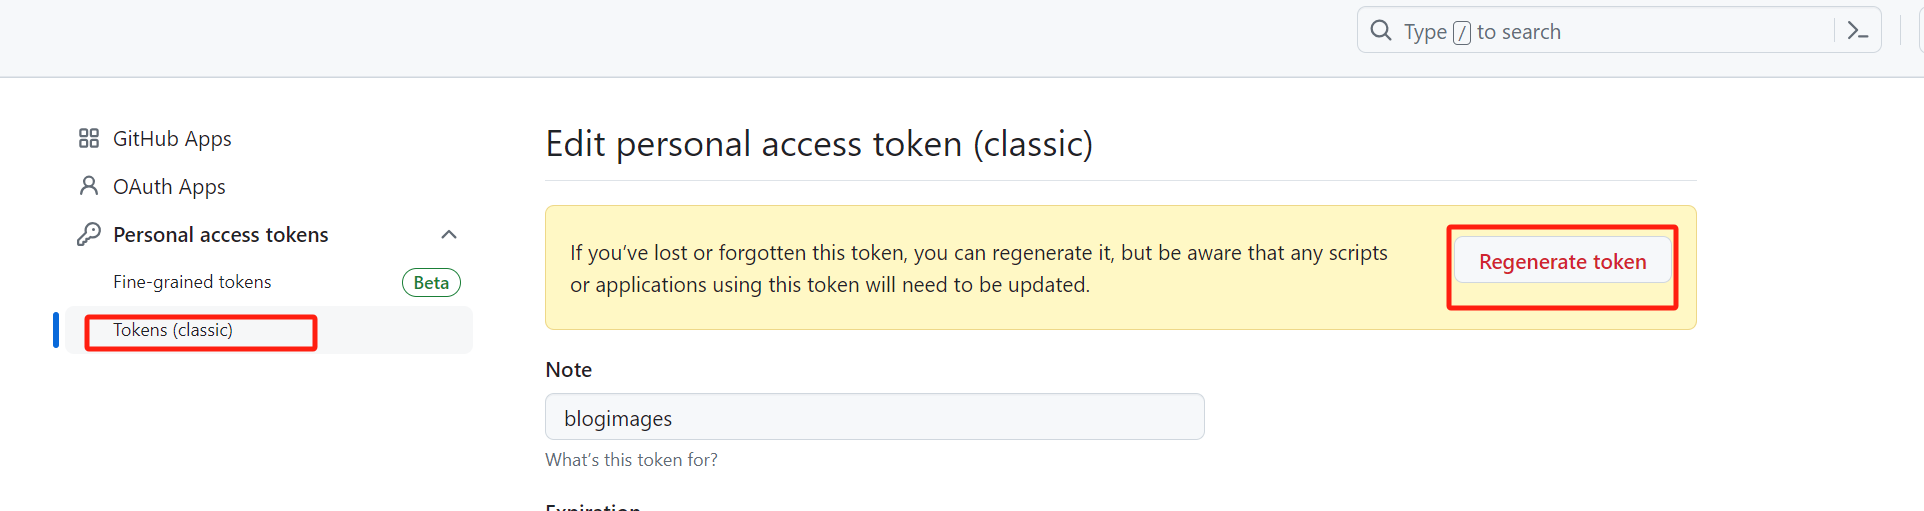 Type / to search
GitHub Apps
OAuth Apps
Personal access tokens
Fine-grained tokens Beta
Tokens (classic)
Edit personal access token (classic)
If you’ve lost or forgotten this token, you can regenerate it, but be aware that any scripts
or applications using this token will need to be updated.
Regenerate token
Note
blogimages
What’s this token for?
Expiration